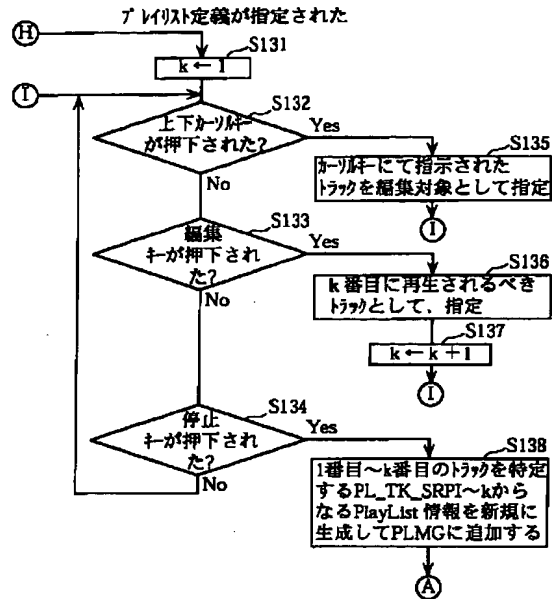 プレイリスト定義が指定された
H
S131
k ← 1
I
S132
上下カーソルキー
が押下された?
Yes
S135
カーソルキーにて指示された
トラックを編集対象として指定
No
I
S133
編集
キーが押下され
た?
Yes
S136
k番目に再生されるべき
トラックとして、指定
No
S137
k ← k + 1
I
S134
停止
キーが押下され
た?
Yes
S138
1番目～k番目のトラックを特定
するPL_TK_SRPI～kから
なるPlayList 情報を新規に
生成してPLMGに追加する
No
A